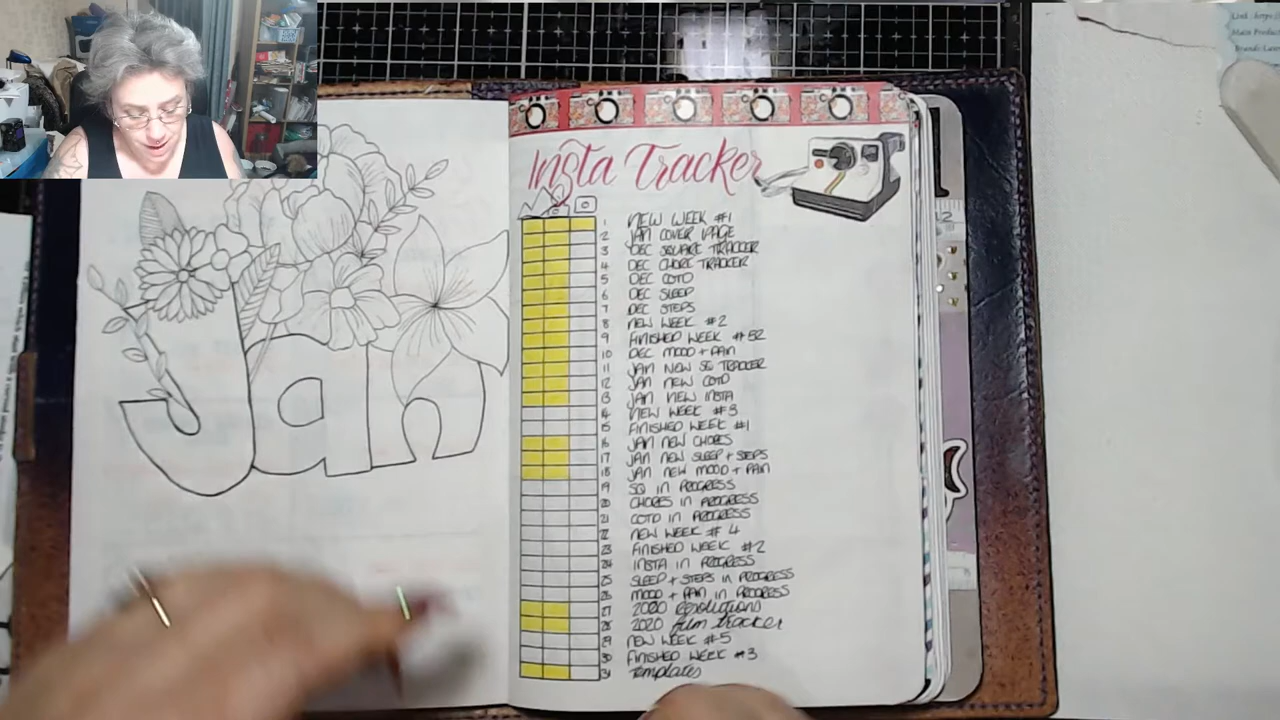 Jan
Insta Tracker
1 NEW WEEK #1
2 JAN COVER PAGE
3 DEC SQUARE TRACKER
4 DEC CHORE TRACKER
5 DEC COTD
6 DEC SLEEP
7 DEC STEPS
8 NEW WEEK #2
9 FINISHED WEEK #52
10 DEC MOOD + PAIN
11 JAN NEW SQ TRACKER
12 JAN NEW COTD
13 JAN NEW INSTA
14 NEW WEEK #3
15 FINISHED WEEK #1
16 JAN NEW CHORES
17 JAN NEW SLEEP + STEPS
18 JAN NEW MOOD + PAIN
19 SQ IN PROGRESS
20 CHORES IN PROGRESS
21 COTD IN PROGRESS
22 NEW WEEK # 4
23 FINISHED WEEK #2
24 INSTA IN PROGRESS
25 SLEEP + STEPS IN PROGRESS
26 MOOD + PAIN IN PROGRESS
27 2020 Resolutions
28 2020 film tracker
29 NEW WEEK #5
30 FINISHED WEEK #3
31 Templates